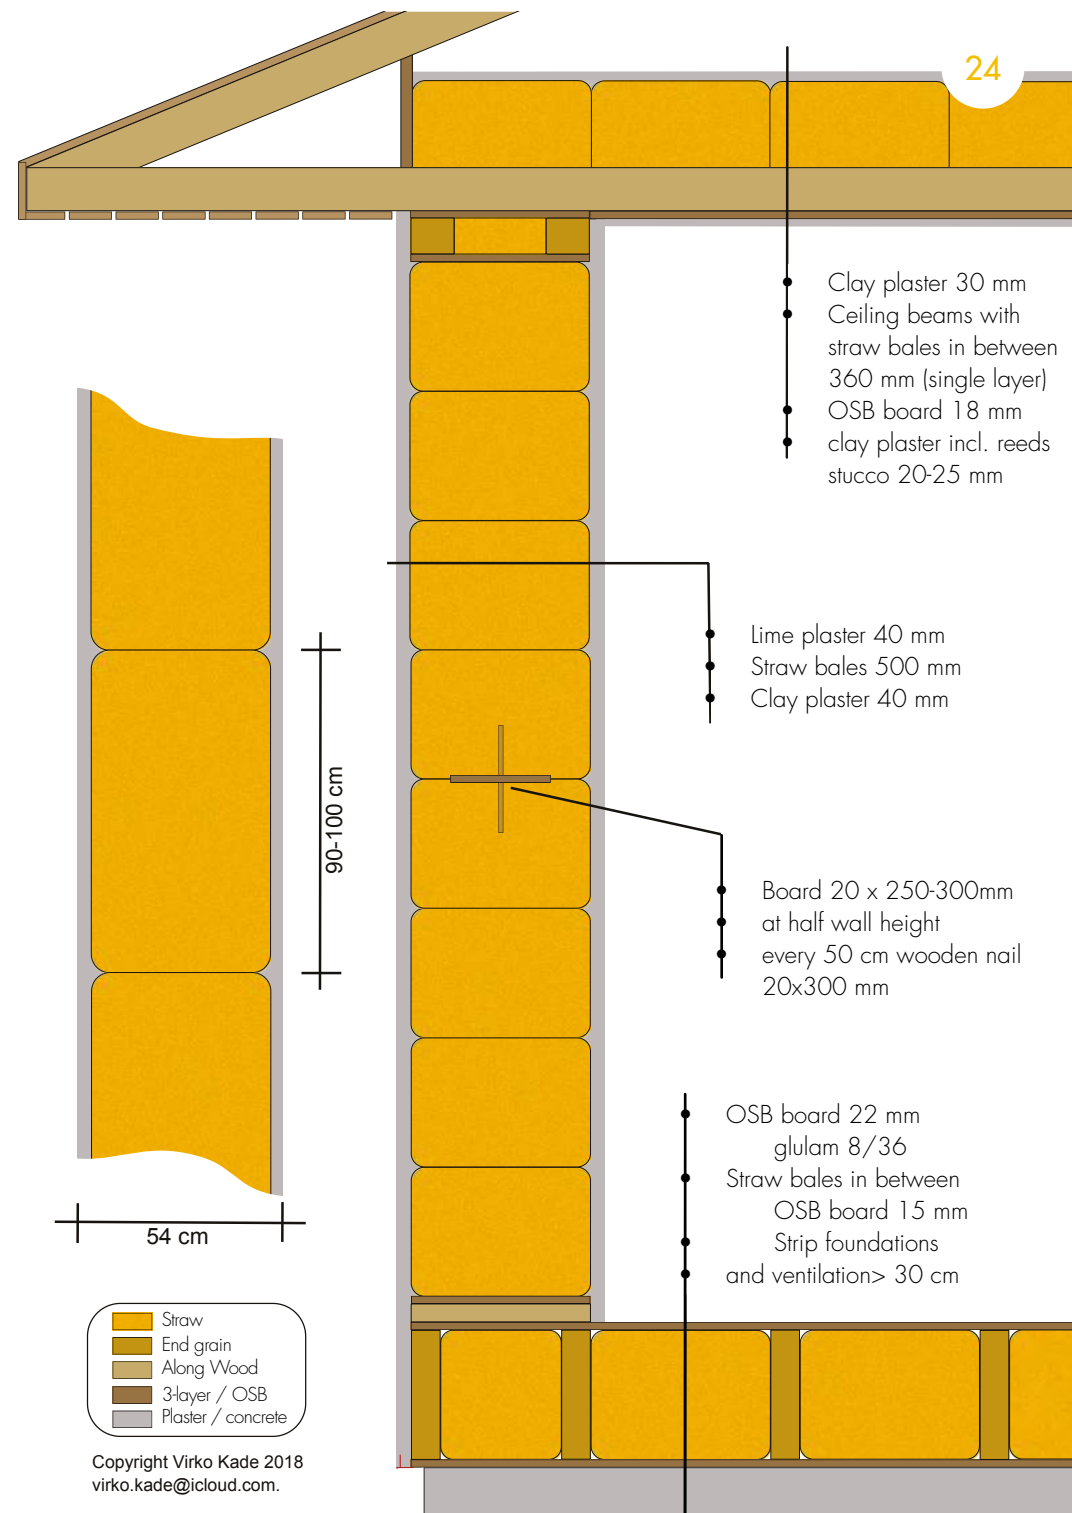 24
Clay plaster 30 mm
Ceiling beams with
straw bales in between
360 mm (single layer)
OSB board 18 mm
clay plaster incl. reeds
stucco 20-25 mm
Lime plaster 40 mm
Straw bales 500 mm
Clay plaster 40 mm
90-100 cm
Board 20 x 250-300mm
at half wall height
every 50 cm wooden nail
20x300 mm
OSB board 22 mm
glulam 8/36
Straw bales in between
OSB board 15 mm
Strip foundations
and ventilation> 30 cm
54 cm
Straw
End grain
Along Wood
3-layer / OSB
Plaster / concrete
Copyright Virko Kade 2018
virko.kade@icloud.com.